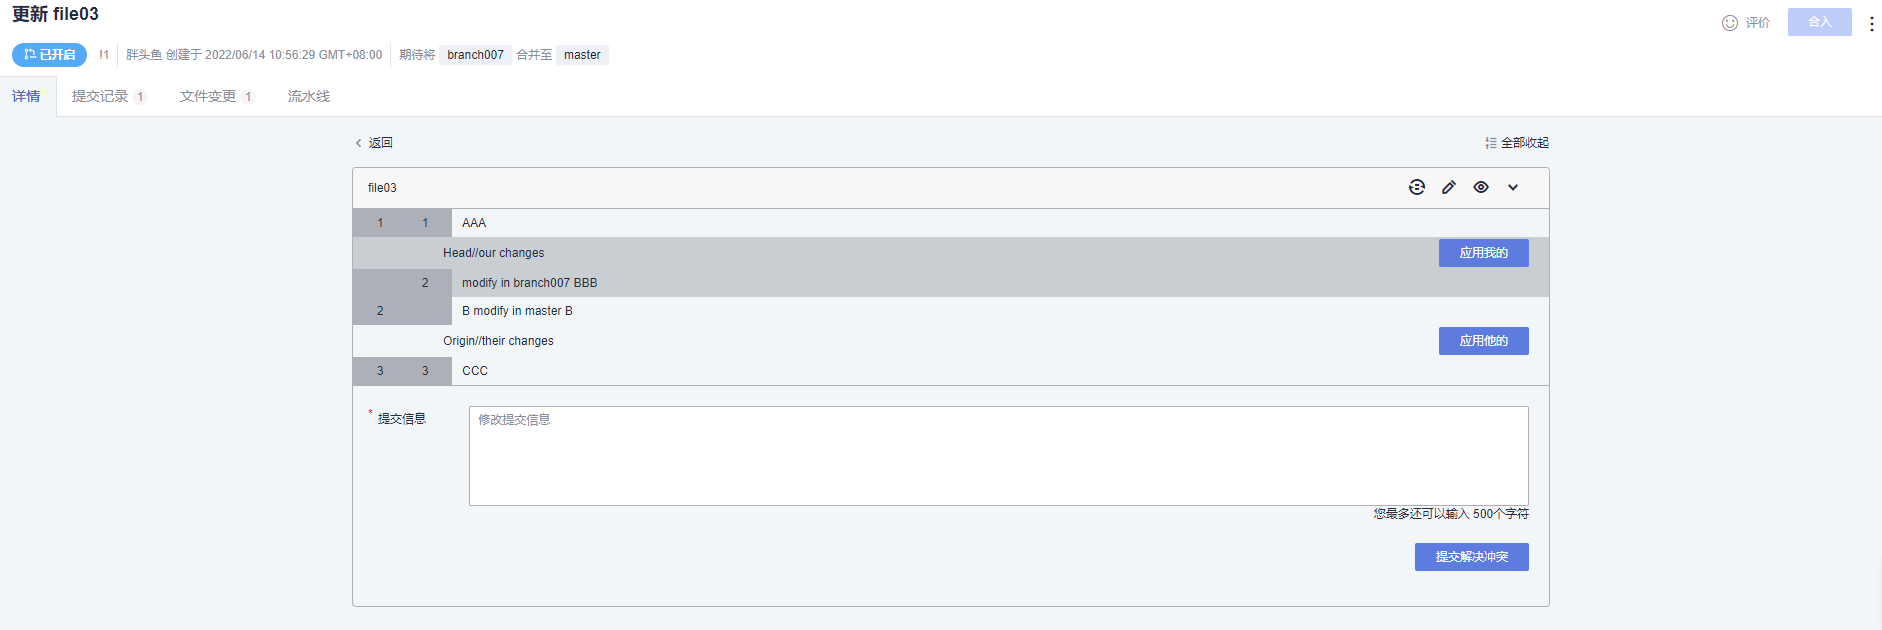 更新 file03
评价 合入
已开启 !1 胖头鱼 创建于 2022/06/14 10:56:29 GMT+08:00 期待将 branch007 合并至 master
详情 提交记录 1 文件变更 1 流水线
返回 全部收起
file03
1 1 AAA
Head//our changes 应用我的
2 modify in branch007 BBB
2 B modify in master B
Origin//their changes 应用他的
3 3 CCC
* 提交信息 修改提交信息
您最多还可以输入 500个字符
提交解决冲突